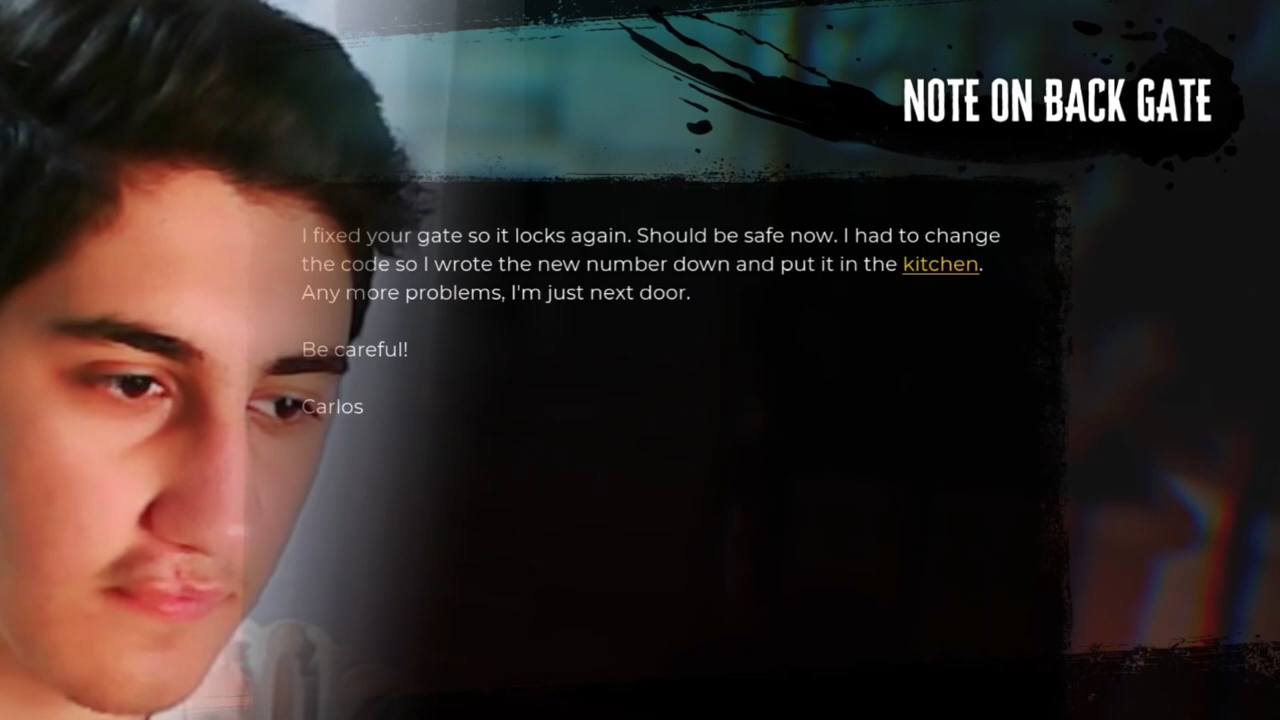 NOTE ON BACK GATE
I fixed your gate so it locks again. Should be safe now. I had to change
the code so I wrote the new number down and put it in the kitchen.
Any more problems, I'm just next door.
Be careful!
Carlos